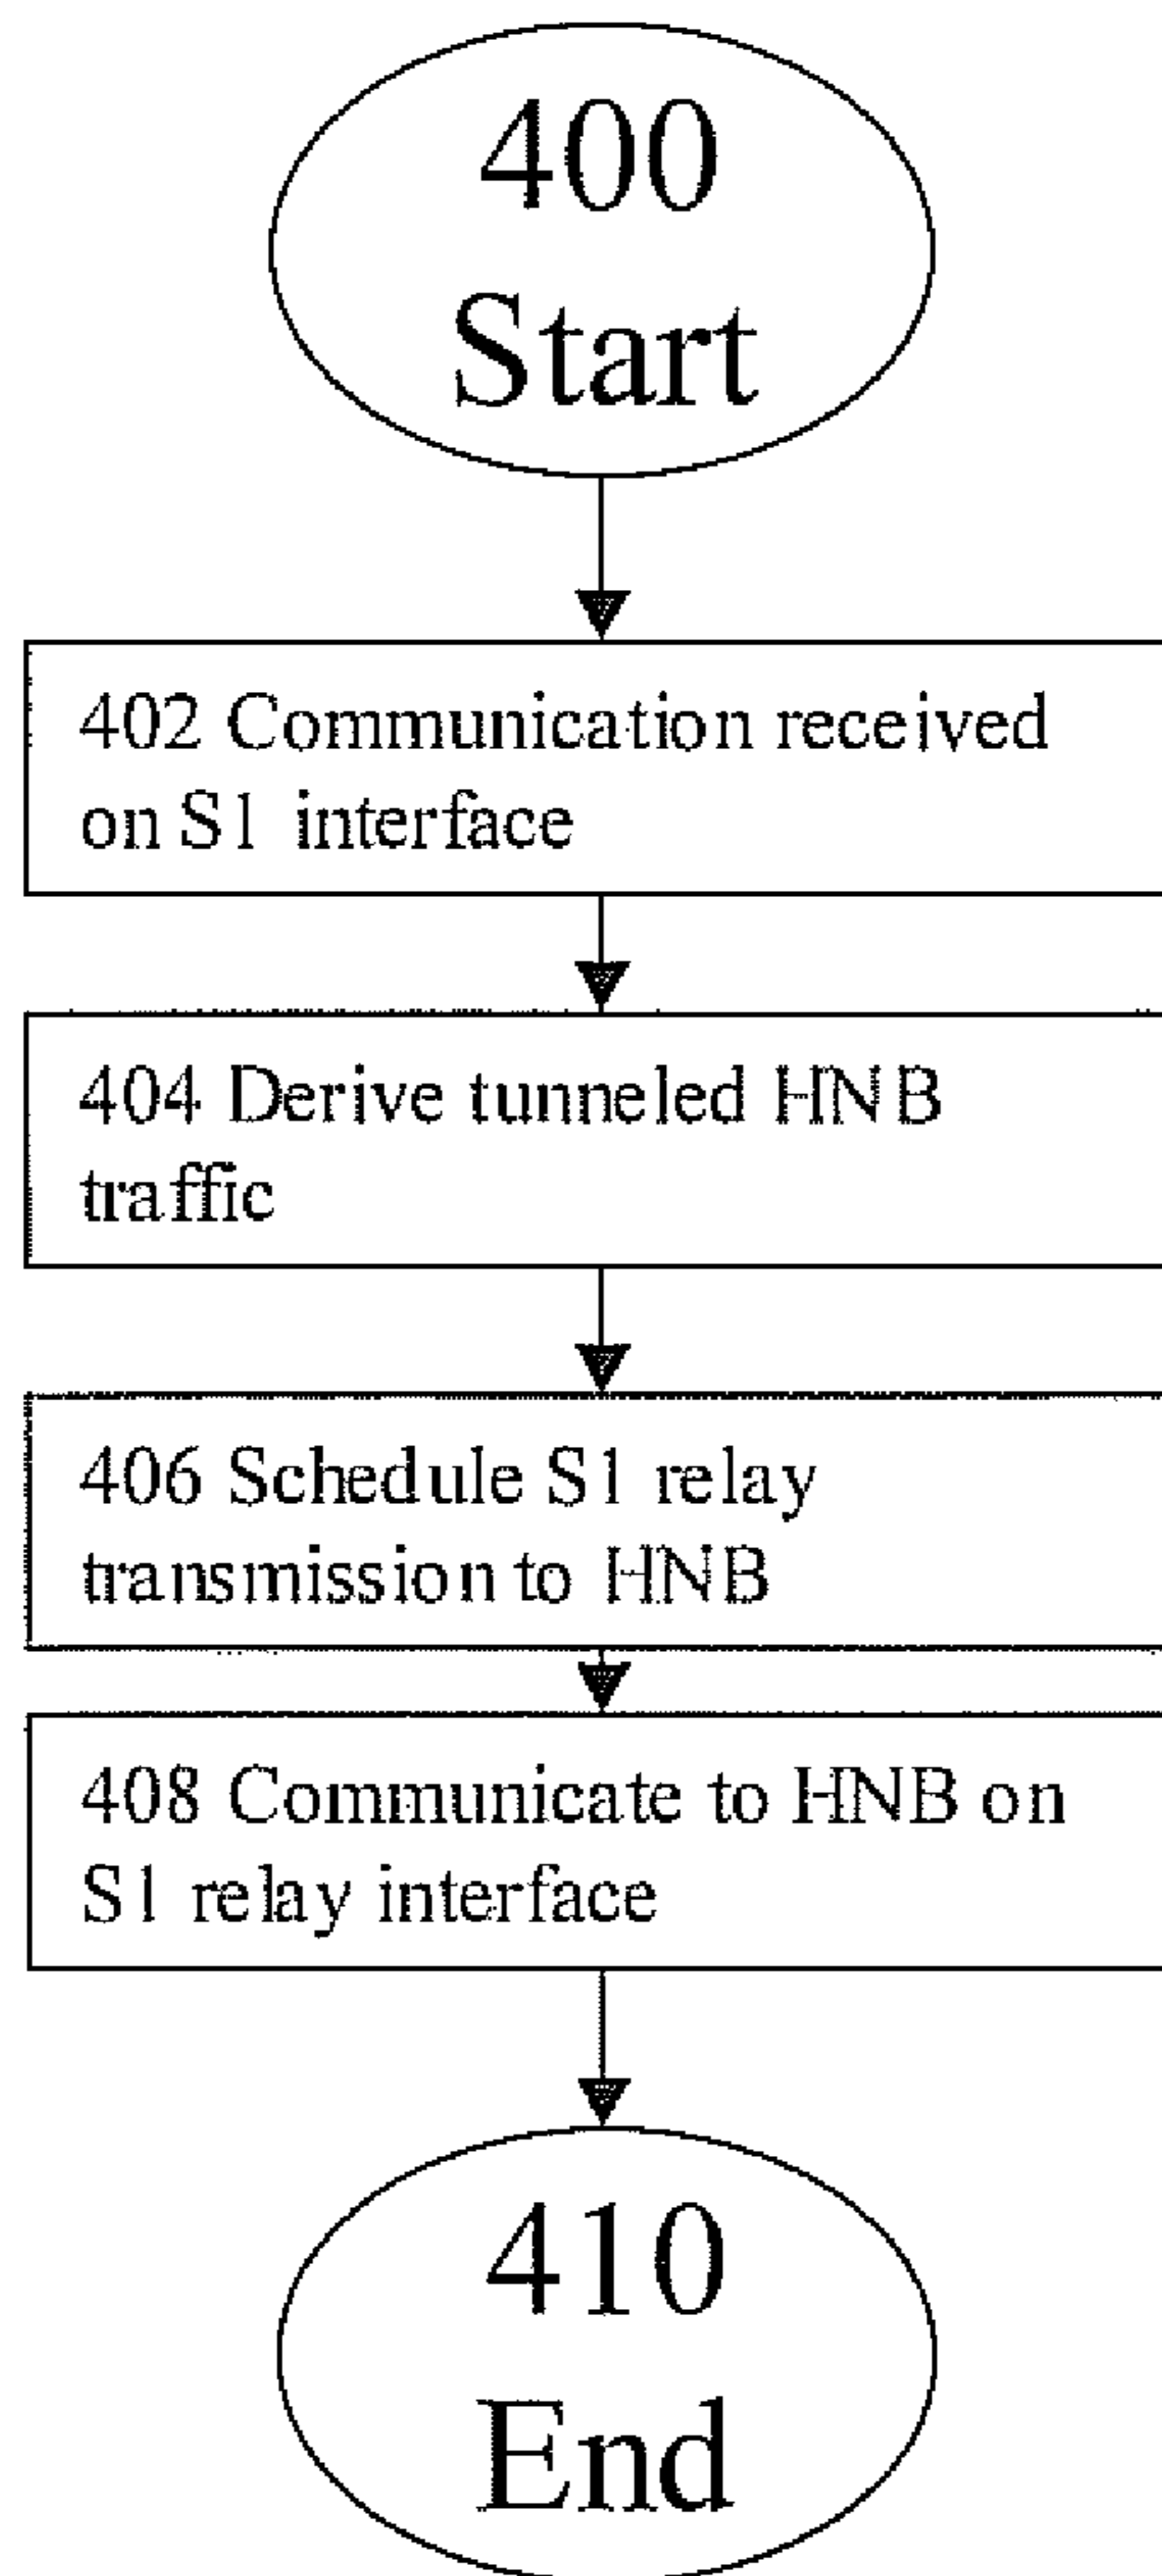 400
Start
402 Communication received
on S1 interface
404 Derive tunneled HNB
traffic
406 Schedule S1 relay
transmission to HNB
408 Communicate to HNB on
S1 relay interface
410
End